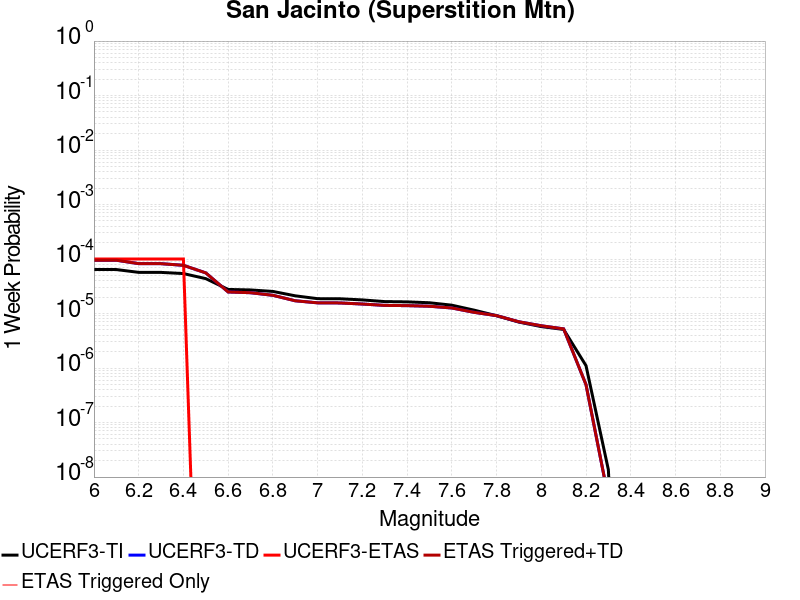 San Jacinto (Superstition Mtn)
10^0
10^-1
10^-2
10^-3
10^-4
10^-5
10^-6
10^-7
10^-8
1 Week Probability
6 6.2 6.4 6.6 6.8 7 7.2 7.4 7.6 7.8 8 8.2 8.4 8.6 8.8 9
Magnitude
UCERF3-TI UCERF3-TD UCERF3-ETAS ETAS Triggered+TD
ETAS Triggered Only